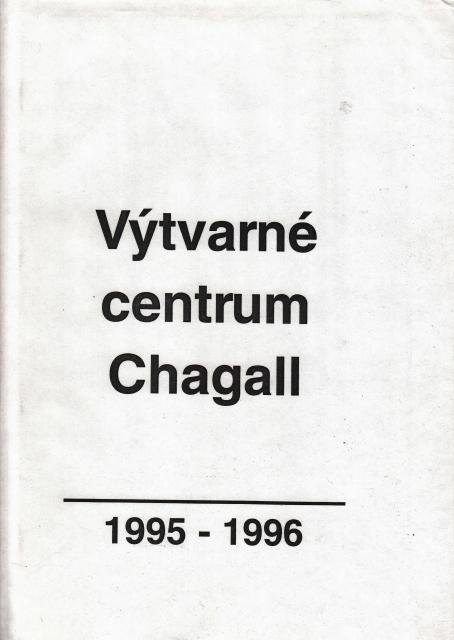 Výtvarné
centrum
Chagall
1995 - 1996